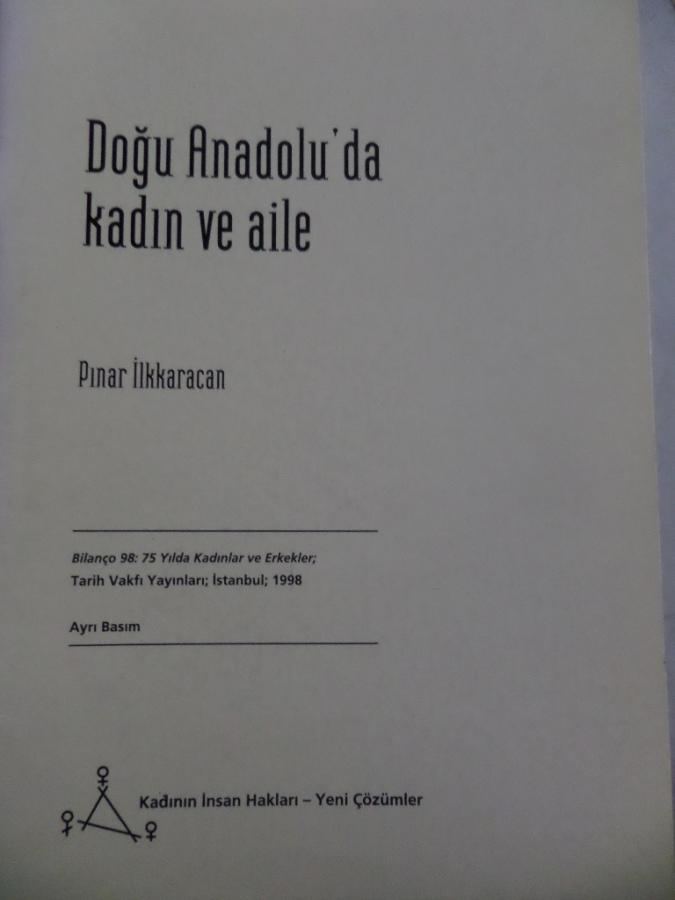 Doğu Anadolu'da
kadın ve aile
Pınar İlkkaracan
Bilanço 98: 75 Yılda Kadınlar ve Erkekler;
Tarih Vakfı Yayınları; İstanbul; 1998
Ayrı Basım
Kadının İnsan Hakları – Yeni Çözümler